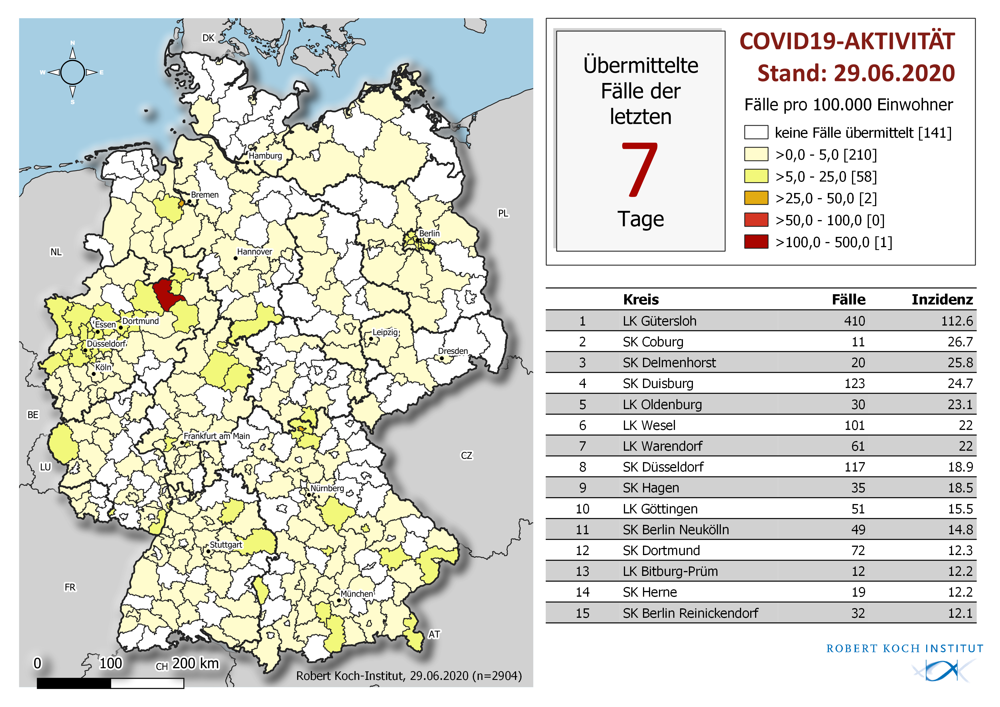 N
W
E
S
DK
Hamburg
Bremen
PL
Berlin
NL
Hannover
Essen
Dortmund
Düsseldorf
Leipzig
Dresden
Köln
BE
Frankfurt am Main
LU
CZ
Nürnberg
Stuttgart
FR
München
AT
CH
0 100 200 km
Robert Koch-Institut, 29.06.2020 (n=2904)
Übermittelte
Fälle der
letzten
7
Tage
COVID19-AKTIVITÄT
Stand: 29.06.2020
Fälle pro 100.000 Einwohner
keine Fälle übermittelt [141]
>0,0 - 5,0 [210]
>5,0 - 25,0 [58]
>25,0 - 50,0 [2]
>50,0 - 100,0 [0]
>100,0 - 500,0 [1]
Kreis Fälle Inzidenz
1 LK Gütersloh 410 112.6
2 SK Coburg 11 26.7
3 SK Delmenhorst 20 25.8
4 SK Duisburg 123 24.7
5 LK Oldenburg 30 23.1
6 LK Wesel 101 22
7 LK Warendorf 61 22
8 SK Düsseldorf 117 18.9
9 SK Hagen 35 18.5
10 LK Göttingen 51 15.5
11 SK Berlin Neukölln 49 14.8
12 SK Dortmund 72 12.3
13 LK Bitburg-Prüm 12 12.2
14 SK Herne 19 12.2
15 SK Berlin Reinickendorf 32 12.1
ROBERT KOCH INSTITUT